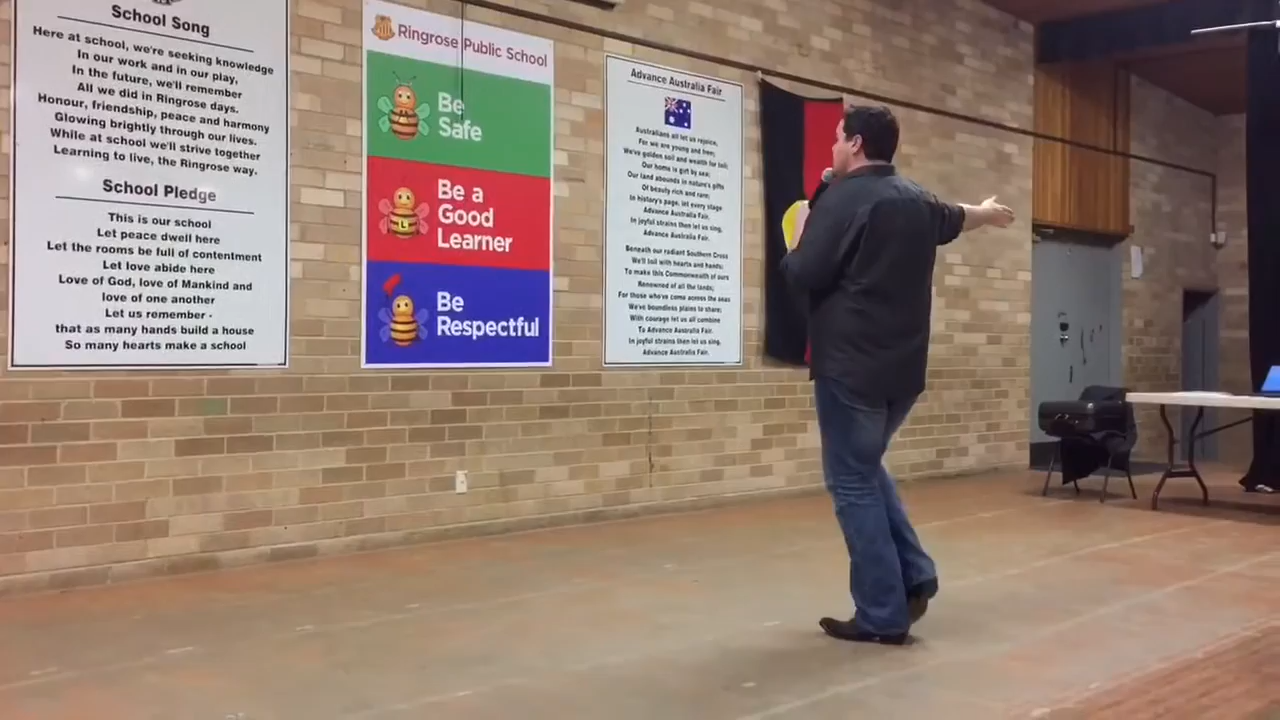 School Song
Here at school, we're seeking knowledge
In our work and in our play,
In the future, we'll remember
All we did in Ringrose days.
Honour, friendship, peace and harmony
Glowing brightly through our lives.
While at school we'll strive together
Learning to live, the Ringrose way.
School Pledge
This is our school
Let peace dwell here
Let the rooms be full of contentment
Let love abide here
Love of God, love of Mankind and
love of one another
Let us remember -
that as many hands build a house
So many hearts make a school
Ringrose Public School
Be
Safe
Be a
Good
Learner
L
Be
Respectful
Advance Australia Fair
Australians all let us rejoice,
For we are young and free;
We've golden soil and wealth for toil;
Our home is girt by sea;
Our land abounds in nature's gifts
Of beauty rich and rare;
In history's page, let every stage
Advance Australia Fair.
In joyful strains then let us sing,
Advance Australia Fair.
Beneath our radiant Southern Cross
We'll toil with hearts and hands;
To make this Commonwealth of ours
Renowned of all the lands;
For those who've come across the seas
We've boundless plains to share;
With courage let us all combine
To Advance Australia Fair.
In joyful strains then let us sing,
Advance Australia Fair.